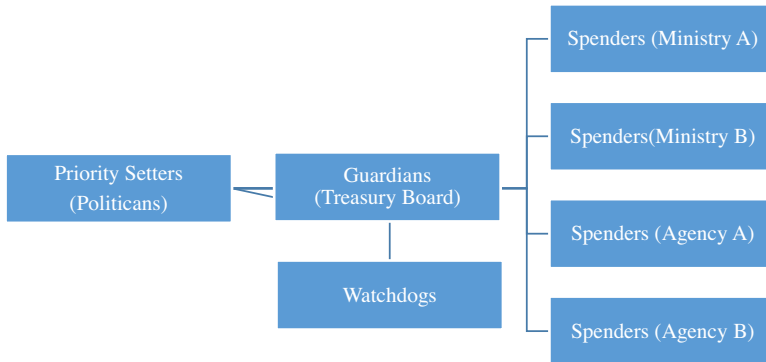 Priority Setters
(Politicans)
Guardians
(Treasury Board)
Watchdogs
Spenders (Ministry A)
Spenders(Ministry B)
Spenders (Agency A)
Spenders (Agency B)